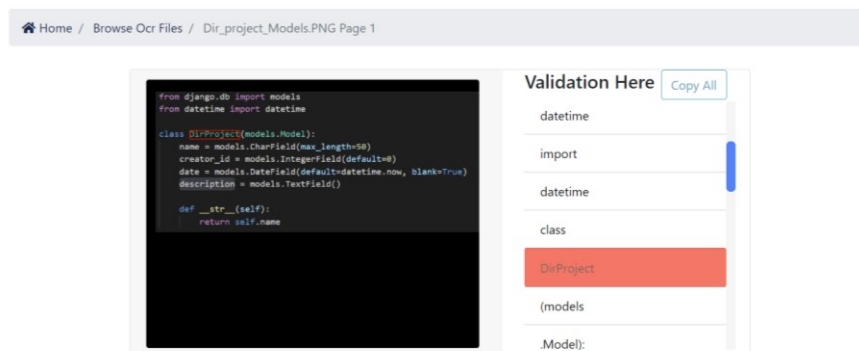 Home / Browse Ocr Files / Dir_project_Models.PNG Page 1
from django.db import models
from datetime import datetime
class DirProject(models.Model):
name = models.CharField(max_length=50)
creator_id = models.IntegerField(default=0)
date = models.DateField(default=datetime.now, blank=True)
description = models.TextField()
def __str__(self):
return self.name
Validation Here
Copy All
datetime
import
datetime
class
DirProject
(models
.Model):